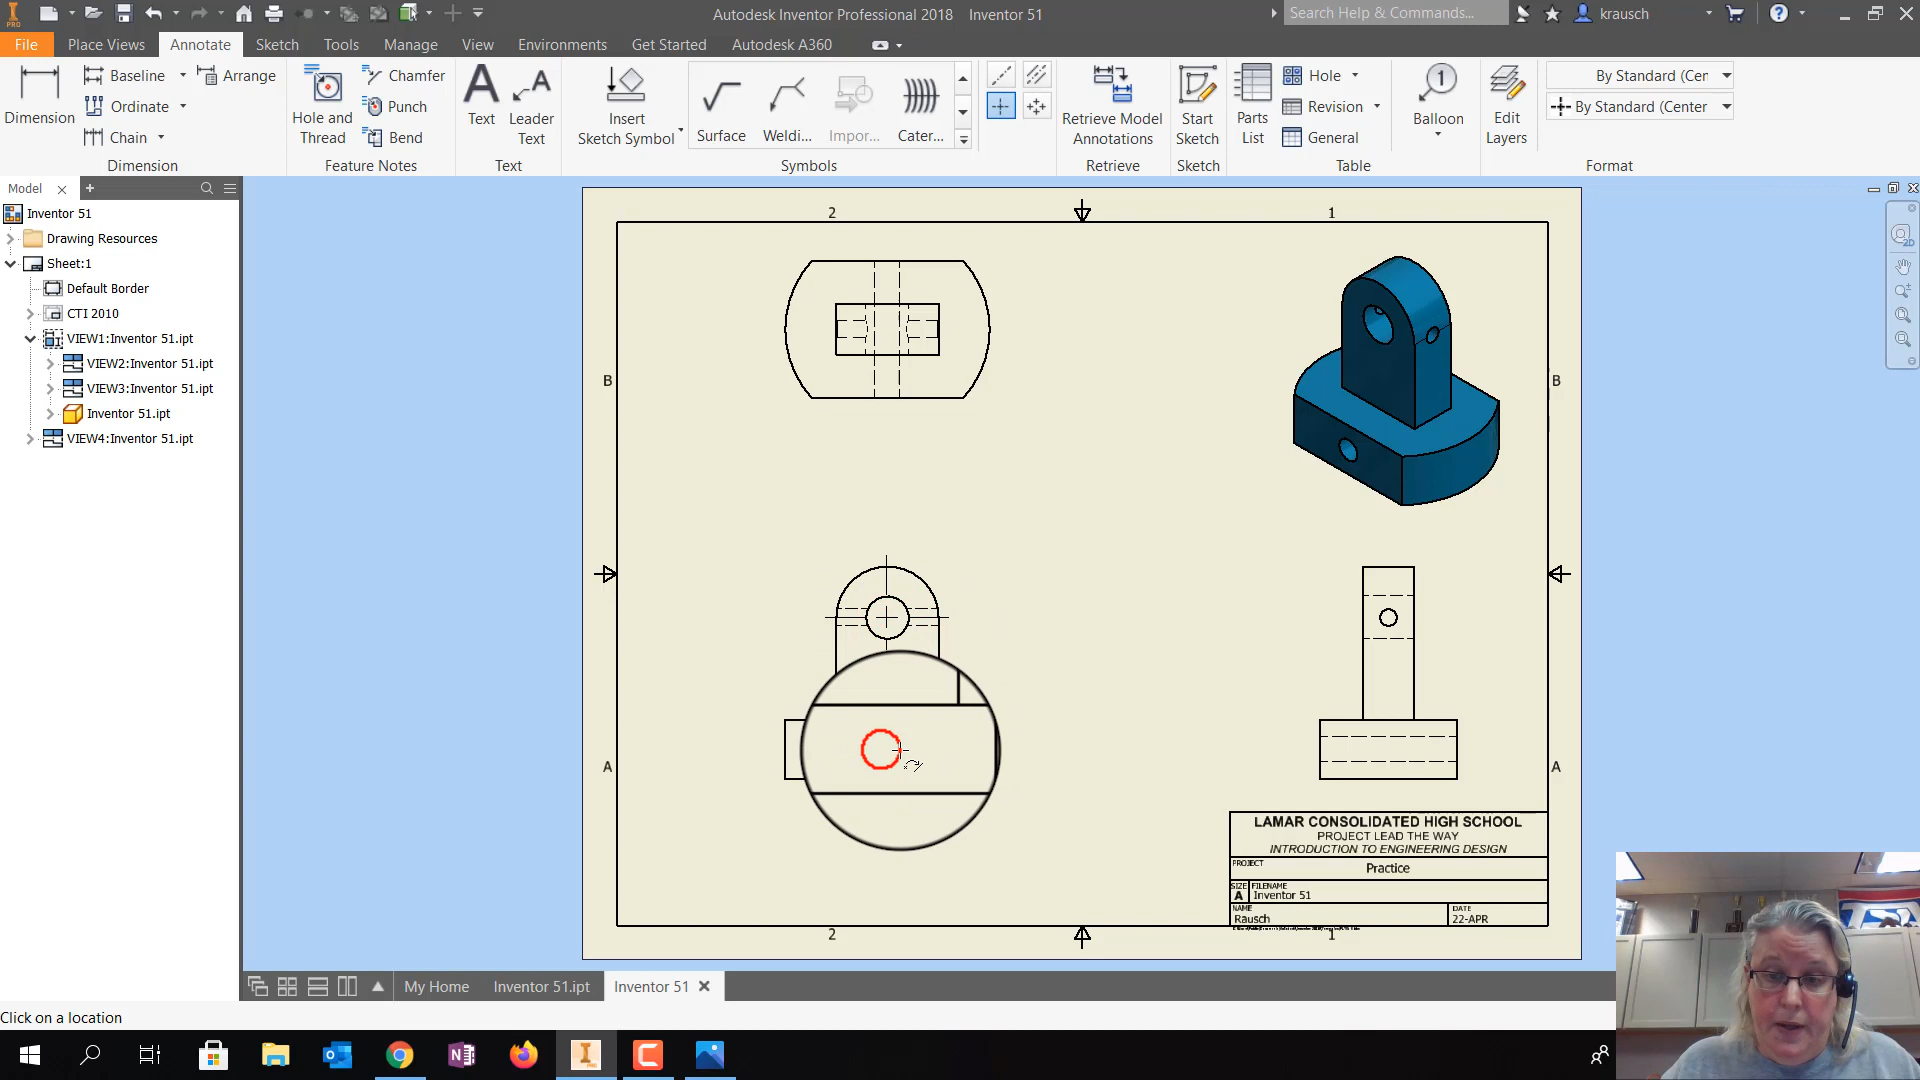 Autodesk Inventor Professional 2018 Inventor 51
Search Help & Commands...
krausch
PRO
File Place Views Annotate Sketch Tools Manage View Environments Get Started Autodesk A360
Dimension
Baseline
Ordinate
Chain
Arrange
Dimension
Hole and Thread
Chamfer
Punch
Bend
Feature Notes
Text
Leader Text
Text
Insert Sketch Symbol
Surface
Weldi...
Impor...
Cater...
Symbols
Retrieve Model Annotations
Retrieve
Start Sketch
Sketch
Parts List
Hole
Revision
General
Table
1
Balloon
Edit Layers
By Standard (Cer
By Standard (Center
Format
Model
Inventor 51
Drawing Resources
Sheet:1
Default Border
CTI 2010
VIEW1:Inventor 51.ipt
VIEW2:Inventor 51.ipt
VIEW3:Inventor 51.ipt
Inventor 51.ipt
VIEW4:Inventor 51.ipt
2 1
B B
A A
LAMAR CONSOLIDATED HIGH SCHOOL
PROJECT LEAD THE WAY
INTRODUCTION TO ENGINEERING DESIGN
PROJECT
Practice
SIZE FILENAME
A Inventor 51
NAME DATE
Rausch 22-APR
2 1
2D
My Home Inventor 51.ipt Inventor 51
Click on a location